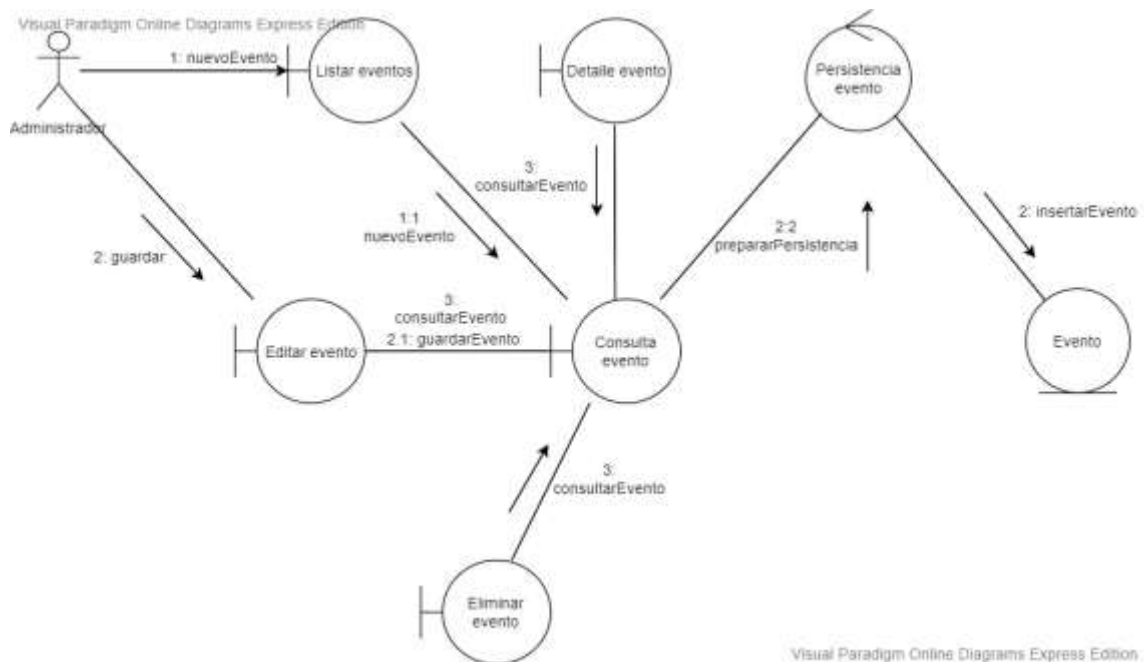 Visual Paradigm Online Diagrams Express Edition
1: nuevoEvento
Listar eventos
Detalle evento
Persistencia
evento
Administrador
3:
consultarEvento
1:1
nuevoEvento
2: guardar
2:2
prepararPersistencia
2: insertarEvento
Editar evento
3:
consultarEvento
2.1: guardarEvento
Consulta
evento
Evento
3:
consultarEvento
Eliminar
evento
Visual Paradigm Online Diagrams Express Edition